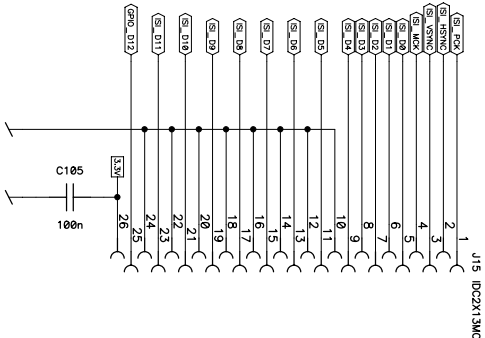 GPIO_D12
ISI_D11
ISI_D10
ISI_D9
ISI_D8
ISI_D7
ISI_D6
ISI_D5
ISI_D4
ISI_D3
ISI_D2
ISI_D1
ISI_D0
ISI_MCK
ISI_VSYNC
ISI_HSYNC
ISI_PCK
C105
100n
3.3V
26
25
24
23
22
21
20
19
18
17
16
15
14
13
12
11
10
9
8
7
6
5
4
3
2
1
J15 IDC2X13MC